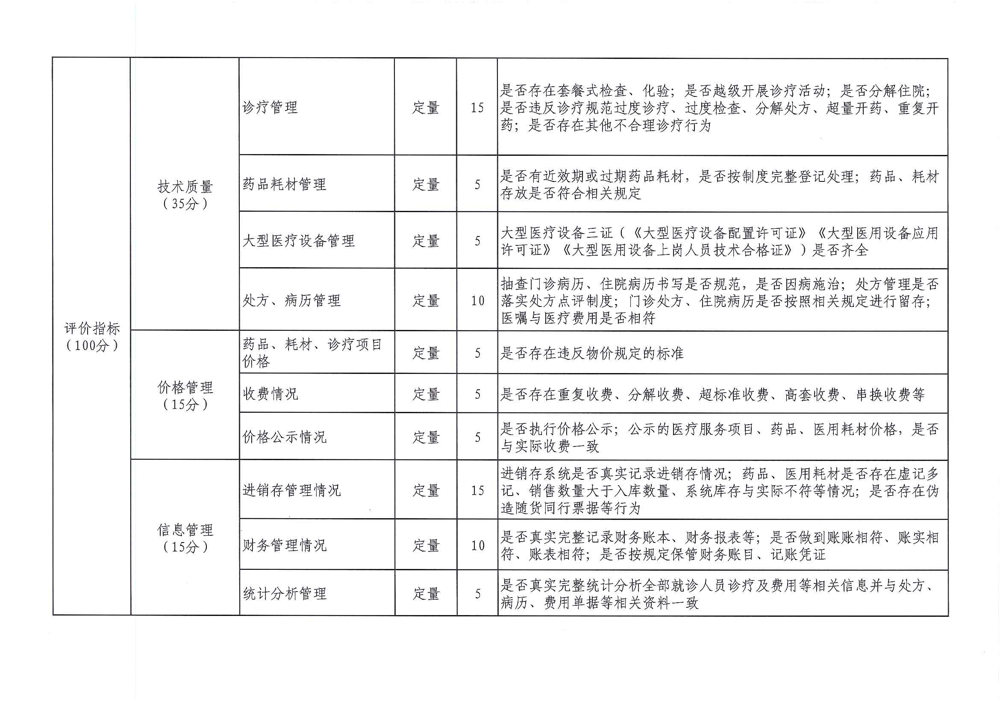 评价指标
（100分）
技术质量
（35分）
诊疗管理
定量
15
是否存在套餐式检查、化验；是否越级开展诊疗活动；是否分解住院；
是否违反诊疗规范过度诊疗、过度检查、分解处方、超量开药、重复开
药；是否存在其他不合理诊疗行为
药品耗材管理
定量
5
是否有近效期或过期药品耗材，是否按制度完整登记处理；药品、耗材
存放是否符合相关规定
大型医疗设备管理
定量
5
大型医疗设备三证（《大型医疗设备配置许可证》《大型医用设备应用
许可证》《大型医用设备上岗人员技术合格证》）是否齐全
处方、病历管理
定量
10
抽查门诊病历、住院病历书写是否规范，是否因病施治；处方管理是否
落实处方点评制度；门诊处方、住院病历是否按照相关规定进行留存；
医嘱与医疗费用是否相符
价格管理
（15分）
药品、耗材、诊疗项目
价格
定量
5
是否存在违反物价规定的标准
收费情况
定量
5
是否存在重复收费、分解收费、超标准收费、高套收费、串换收费等
价格公示情况
定量
5
是否执行价格公示；公示的医疗服务项目、药品、医用耗材价格，是否
与实际收费一致
信息管理
（15分）
进销存管理情况
定量
15
进销存系统是否真实记录进销存情况；药品、医用耗材是否存在虚记多
记、销售数量大于入库数量、系统库存与实际不符等情况；是否存在伪
造随货同行票据等行为
财务管理情况
定量
10
是否真实完整记录财务账本、财务报表等；是否做到账账相符、账实相
符、账表相符；是否按规定保管财务账目、记账凭证
统计分析管理
定量
5
是否真实完整统计分析全部就诊人员诊疗及费用等相关信息并与处方、
病历、费用单据等相关资料一致